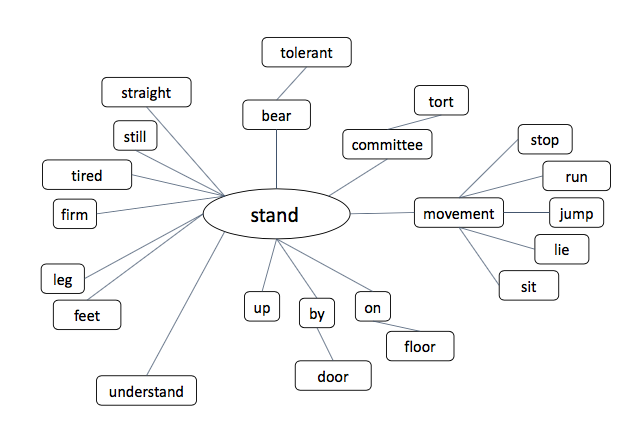 tolerant
straight
tort
bear
still
stop
committee
tired
run
firm
stand
movement
jump
lie
leg
sit
up
by
on
feet
floor
door
understand